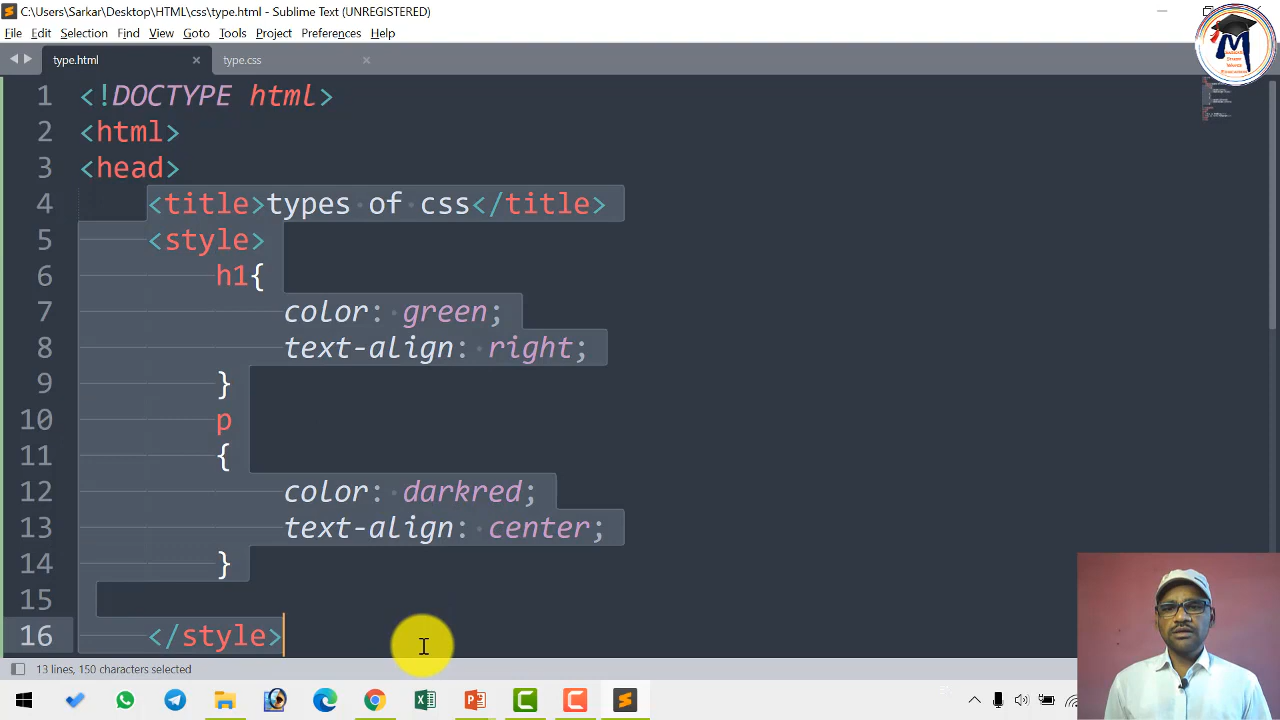 C:\Users\Sarkar\Desktop\HTML\css\type.html - Sublime Text (UNREGISTERED)
File Edit Selection Find View Goto Tools Project Preferences Help
type.html × type.css ×
1 <!DOCTYPE html>
2 <html>
3 <head>
4 <title>types of css</title>
5 <style>
6 h1{
7 color: green;
8 text-align: right;
9 }
10 p
11 {
12 color: darkred;
13 text-align: center;
14 }
15
16 </style>
13 lines, 150 characters selected